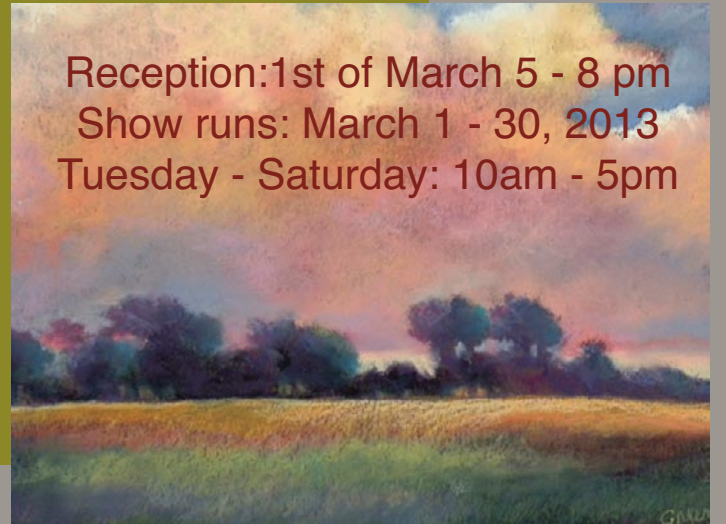 Reception:1st of March 5 - 8 pm
Show runs: March 1 - 30, 2013
Tuesday - Saturday: 10am - 5pm